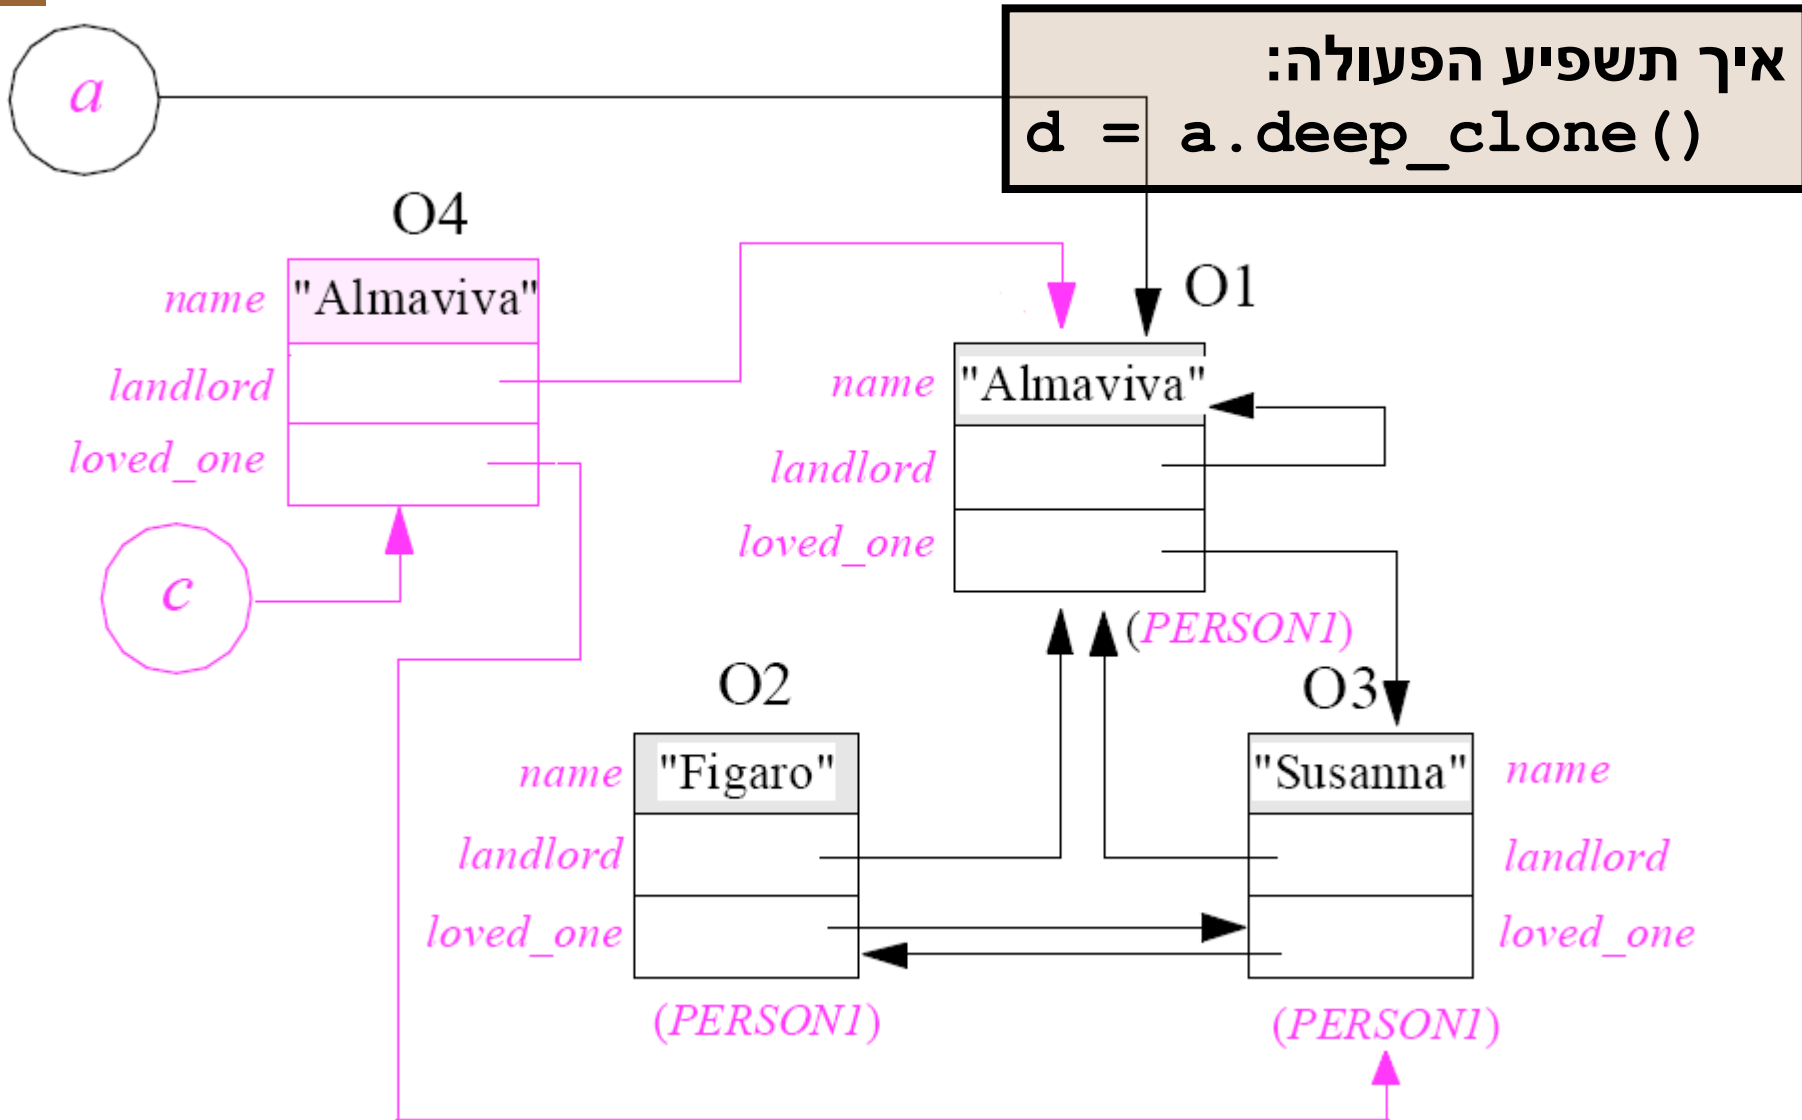 איך תשפיע הפעולה:
d = a.deep_clone()
a
O4
name "Almaviva"
landlord
loved_one
c
O1
name "Almaviva"
landlord
loved_one
(PERSON1)
O2
name "Figaro"
landlord
loved_one
(PERSON1)
O3
"Susanna" name
landlord
loved_one
(PERSON1)